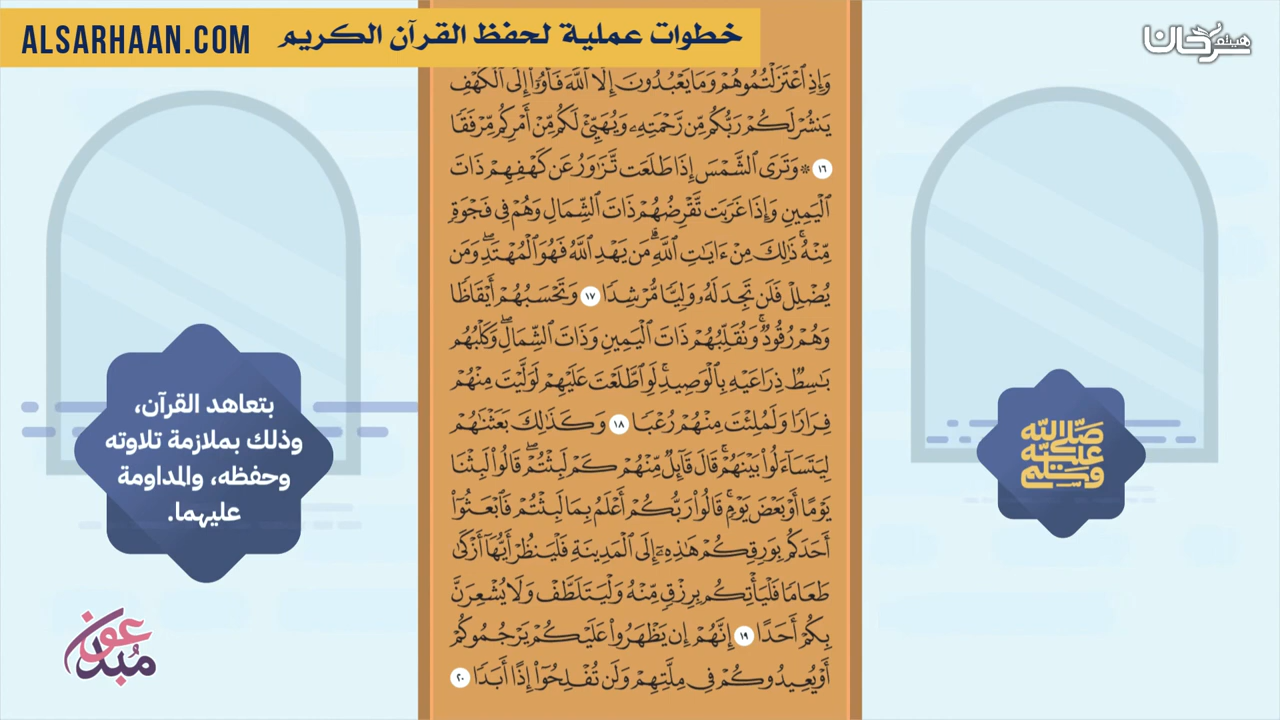 ALSARHAAN.COM
خطوات عملية لحفظ القرآن الكريم
هيثم سرحان
وَإِذِ ٱعْتَزَلْتُمُوهُمْ وَمَا يَعْبُدُونَ إِلَّا ٱللَّهَ فَأْوُۥٓاْ إِلَى ٱلْكَهْفِ
يَنشُرْ لَكُمْ رَبُّكُم مِّن رَّحْمَتِهِۦ وَيُهَيِّئْ لَكُم مِّنْ أَمْرِكُم مِّرْفَقًا
١٦ ۞ وَتَرَى ٱلشَّمْسَ إِذَا طَلَعَت تَّزَٰوَرُ عَن كَهْفِهِمْ ذَاتَ
ٱلْيَمِينِ وَإِذَا غَرَبَت تَّقْرِضُهُمْ ذَاتَ ٱلشِّمَالِ وَهُمْ فِى فَجْوَةٍ
مِّنْهُ ۚ ذَٰلِكَ مِنْ ءَايَٰتِ ٱللَّهِ ۗ مَن يَهْدِ ٱللَّهُ فَهُوَ ٱلْمُهْتَدِ ۖ وَمَن
يُضْلِلْ فَلَن تَجِدَ لَهُۥ وَلِيًّا مُّرْشِدًا ١٧ وَتَحْسَبُهُمْ أَيْقَاظًا
وَهُمْ رُقُودٌ ۚ وَنُقَلِّبُهُمْ ذَاتَ ٱلْيَمِينِ وَذَاتَ ٱلشِّمَالِ ۖ وَكَلْبُهُم
بَٰسِطٌ ذِرَاعَيْهِ بِٱلْوَصِيدِ ۚ لَوِ ٱطَّلَعْتَ عَلَيْهِمْ لَوَلَّيْتَ مِنْهُمْ
فِرَارًا وَلَمُلِئْتَ مِنْهُمْ رُعْبًا ١٨ وَكَذَٰلِكَ بَعَثْنَٰهُمْ
لِيَتَسَآءَلُواْ بَيْنَهُمْ ۚ قَالَ قَآئِلٌ مِّنْهُمْ كَمْ لَبِثْتُمْ ۖ قَالُواْ لَبِثْنَا
يَوْمًا أَوْ بَعْضَ يَوْمٍ ۚ قَالُواْ رَبُّكُمْ أَعْلَمُ بِمَا لَبِثْتُمْ فَٱبْعَثُوٓاْ
أَحَدَكُم بِوَرِقِكُمْ هَٰذِهِۦٓ إِلَى ٱلْمَدِينَةِ فَلْيَنظُرْ أَيُّهَآ أَزْكَىٰ
طَعَامًا فَلْيَأْتِكُم بِرِزْقٍ مِّنْهُ وَلْيَتَلَطَّفْ وَلَا يُشْعِرَنَّ
بِكُمْ أَحَدًا ١٩ إِنَّهُمْ إِن يَظْهَرُواْ عَلَيْكُمْ يَرْجُمُوكُمْ
أَوْ يُعِيدُوكُمْ فِى مِلَّتِهِمْ وَلَن تُفْلِحُوٓاْ إِذًا أَبَدًا ٢٠
صلى الله
عليه
وسلم
بتعاهد القرآن،
وذلك بملازمة تلاوته
وحفظه، والمداومة
عليهما.
مُبدعون